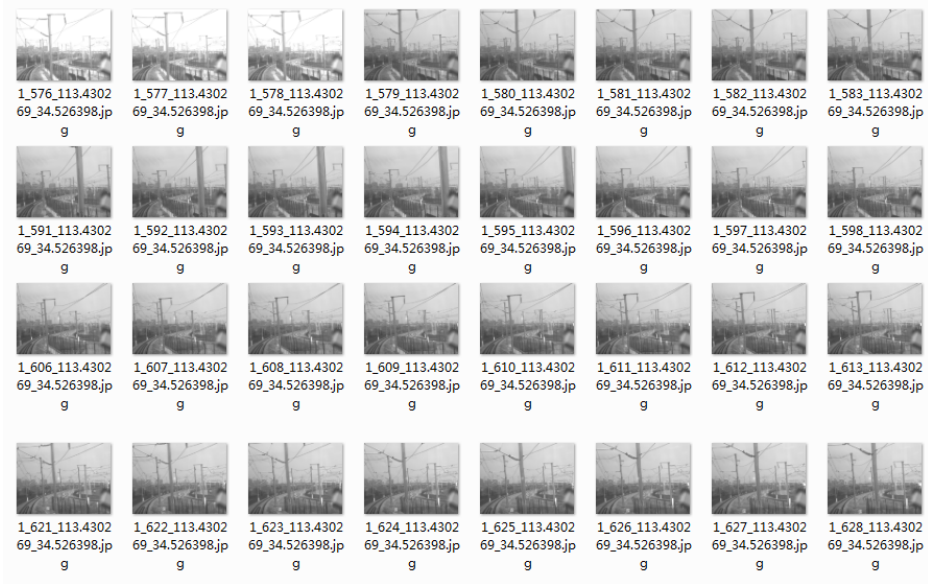 1_576_113.4302
69_34.526398.jp
g
1_577_113.4302
69_34.526398.jp
g
1_578_113.4302
69_34.526398.jp
g
1_579_113.4302
69_34.526398.jp
g
1_580_113.4302
69_34.526398.jp
g
1_581_113.4302
69_34.526398.jp
g
1_582_113.4302
69_34.526398.jp
g
1_583_113.4302
69_34.526398.jp
g
1_591_113.4302
69_34.526398.jp
g
1_592_113.4302
69_34.526398.jp
g
1_593_113.4302
69_34.526398.jp
g
1_594_113.4302
69_34.526398.jp
g
1_595_113.4302
69_34.526398.jp
g
1_596_113.4302
69_34.526398.jp
g
1_597_113.4302
69_34.526398.jp
g
1_598_113.4302
69_34.526398.jp
g
1_606_113.4302
69_34.526398.jp
g
1_607_113.4302
69_34.526398.jp
g
1_608_113.4302
69_34.526398.jp
g
1_609_113.4302
69_34.526398.jp
g
1_610_113.4302
69_34.526398.jp
g
1_611_113.4302
69_34.526398.jp
g
1_612_113.4302
69_34.526398.jp
g
1_613_113.4302
69_34.526398.jp
g
1_621_113.4302
69_34.526398.jp
g
1_622_113.4302
69_34.526398.jp
g
1_623_113.4302
69_34.526398.jp
g
1_624_113.4302
69_34.526398.jp
g
1_625_113.4302
69_34.526398.jp
g
1_626_113.4302
69_34.526398.jp
g
1_627_113.4302
69_34.526398.jp
g
1_628_113.4302
69_34.526398.jp
g